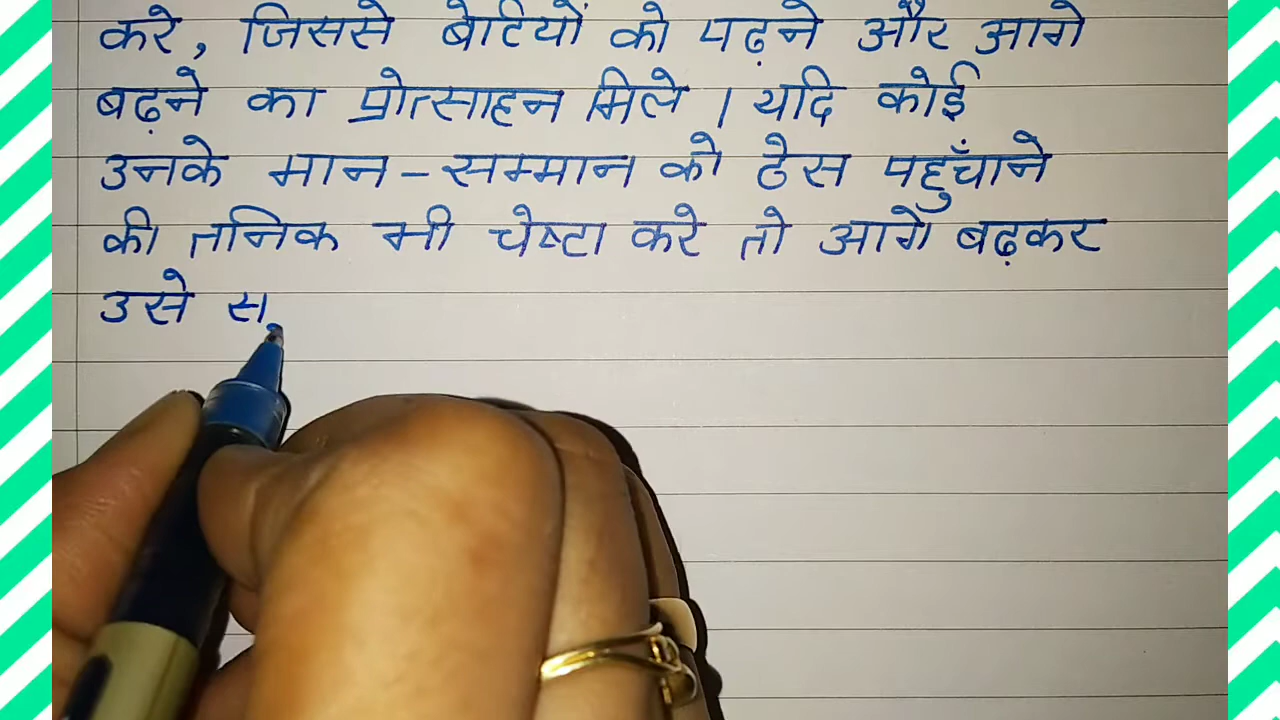 करे, जिससे बेटियों को पढ़ने और आगे
बढ़ने का प्रोत्साहन मिले । यदि कोई
उनके मान-सम्मान को ठेस पहुँचाने
की तनिक भी चेष्टा करे तो आगे बढ़कर
उसे स